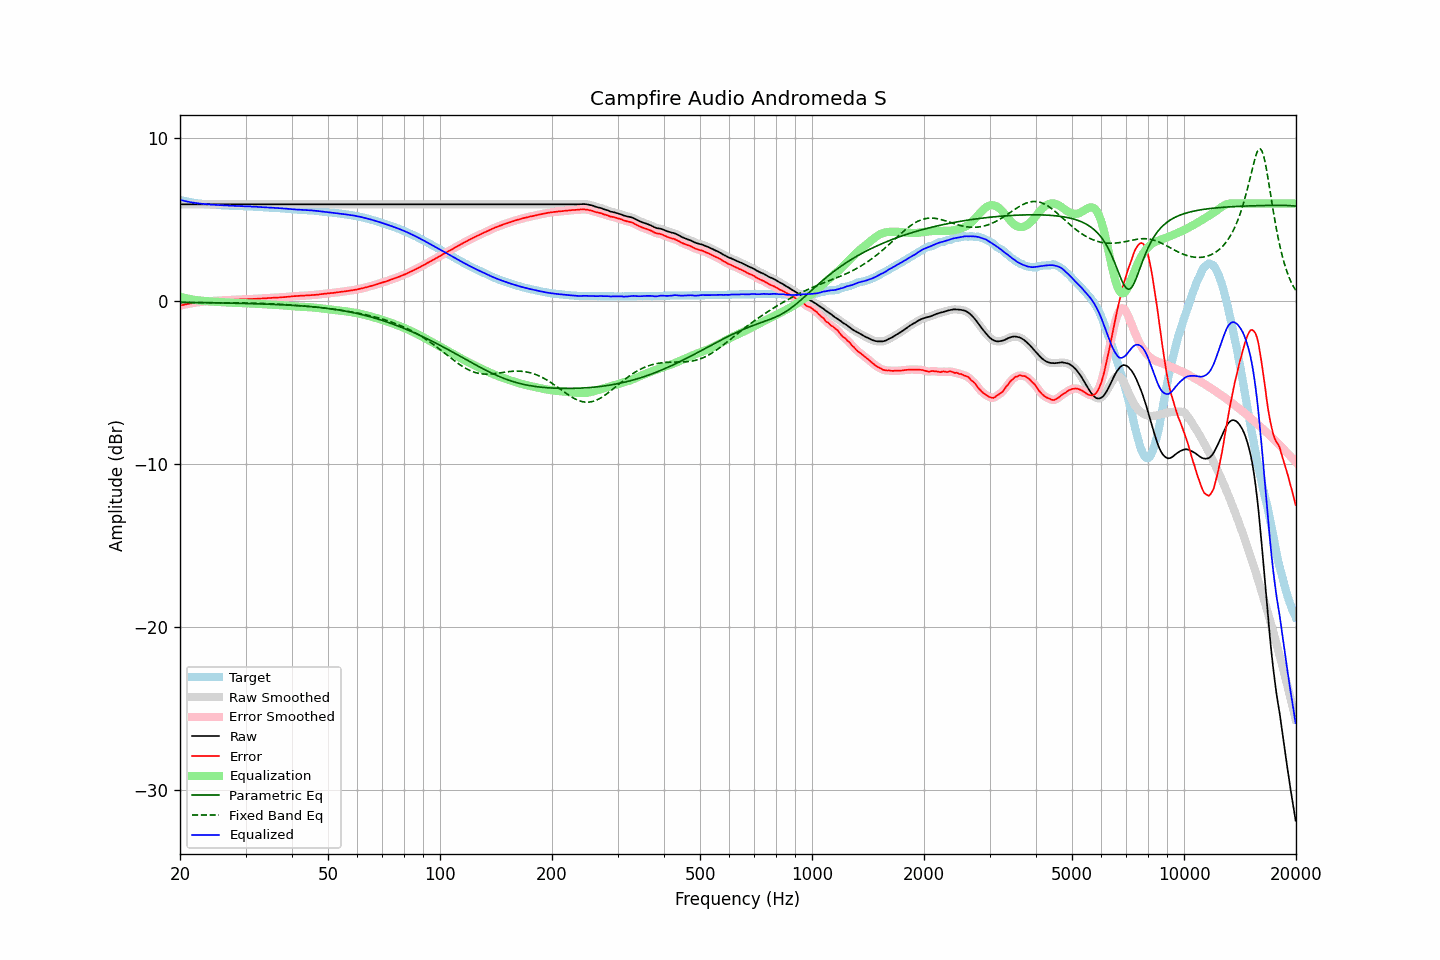 Campfire Audio Andromeda S
Amplitude (dBr)
10
0
−10
−20
−30
Target
Raw Smoothed
Error Smoothed
Raw
Error
Equalization
Parametric Eq
Fixed Band Eq
Equalized
20 50 100 200 500 1000 2000 5000 10000 20000
Frequency (Hz)